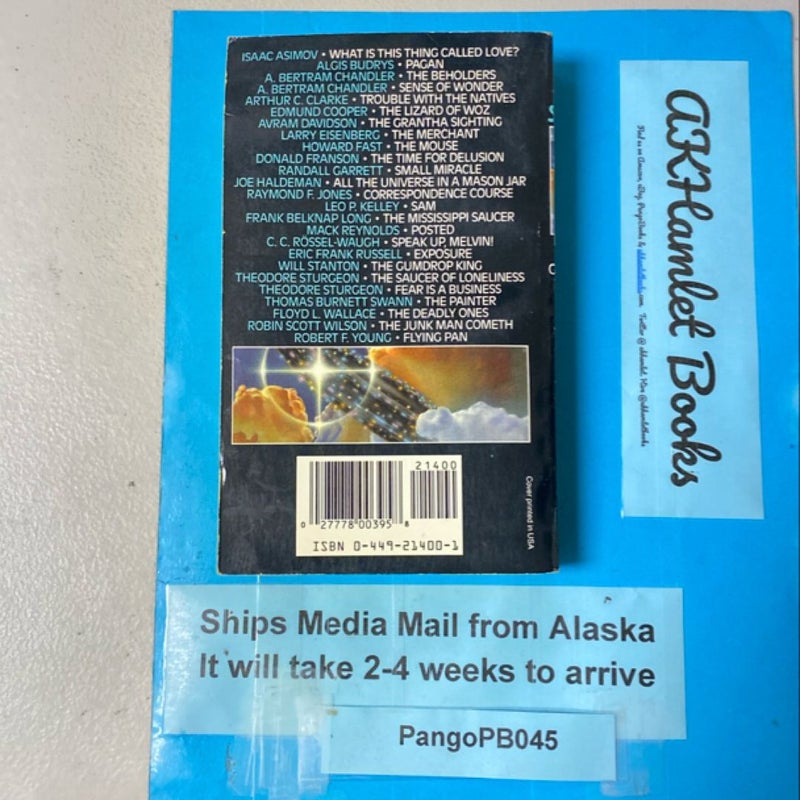 ISAAC ASIMOV • WHAT IS THIS THING CALLED LOVE?
ALGIS BUDRYS • PAGAN
A. BERTRAM CHANDLER • THE BEHOLDERS
A. BERTRAM CHANDLER • SENSE OF WONDER
ARTHUR C. CLARKE • TROUBLE WITH THE NATIVES
EDMUND COOPER • THE LIZARD OF WOZ
AVRAM DAVIDSON • THE GRANTHA SIGHTING
LARRY EISENBERG • THE MERCHANT
HOWARD FAST • THE MOUSE
DONALD FRANSON • THE TIME FOR DELUSION
RANDALL GARRETT • SMALL MIRACLE
JOE HALDEMAN • ALL THE UNIVERSE IN A MASON JAR
RAYMOND F. JONES • CORRESPONDENCE COURSE
LEO P. KELLEY • SAM
FRANK BELKNAP LONG • THE MISSISSIPPI SAUCER
MACK REYNOLDS • POSTED
C. C. RÖSSEL-WAUGH • SPEAK UP, MELVIN!
ERIC FRANK RUSSELL • EXPOSURE
WILL STANTON • THE GUMDROP KING
THEODORE STURGEON • THE SAUCER OF LONELINESS
THEODORE STURGEON • FEAR IS A BUSINESS
THOMAS BURNETT SWANN • THE PAINTER
FLOYD L. WALLACE • THE DEADLY ONES
ROBIN SCOTT WILSON • THE JUNK MAN COMETH
ROBERT F. YOUNG • FLYING PAN
21400
0 27778 00395 8
ISBN 0-449-21400-1
Cover printed in USA
AKHamlet Books
Find us on Amazon, eBay, PangoBooks &
Ships Media Mail from Alaska
It will take 2-4 weeks to arrive
PangoPB045